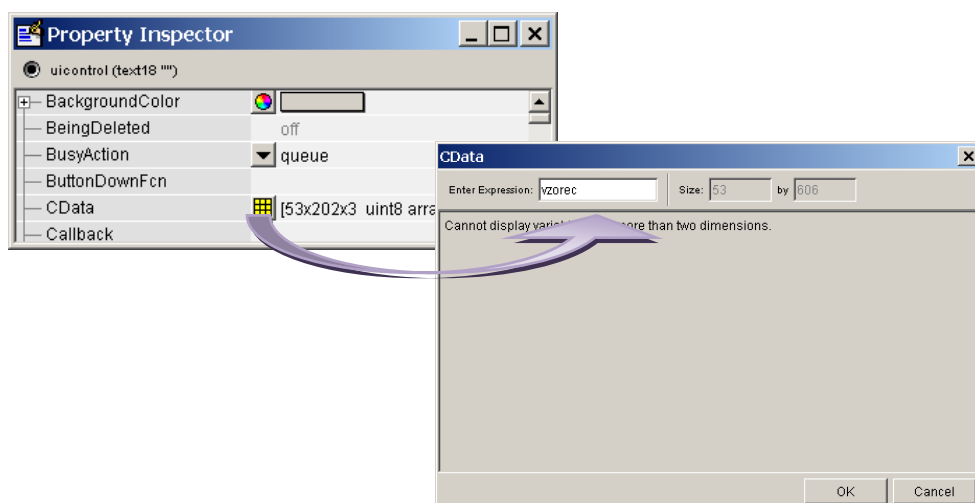 Property Inspector
uicontrol (text18 "")
BackgroundColor
BeingDeleted off
BusyAction queue
ButtonDownFcn
CData [53x202x3 uint8 arra
Callback
CData
Enter Expression: vzorec Size: 53 by 606
Cannot display more than two dimensions.
OK Cancel